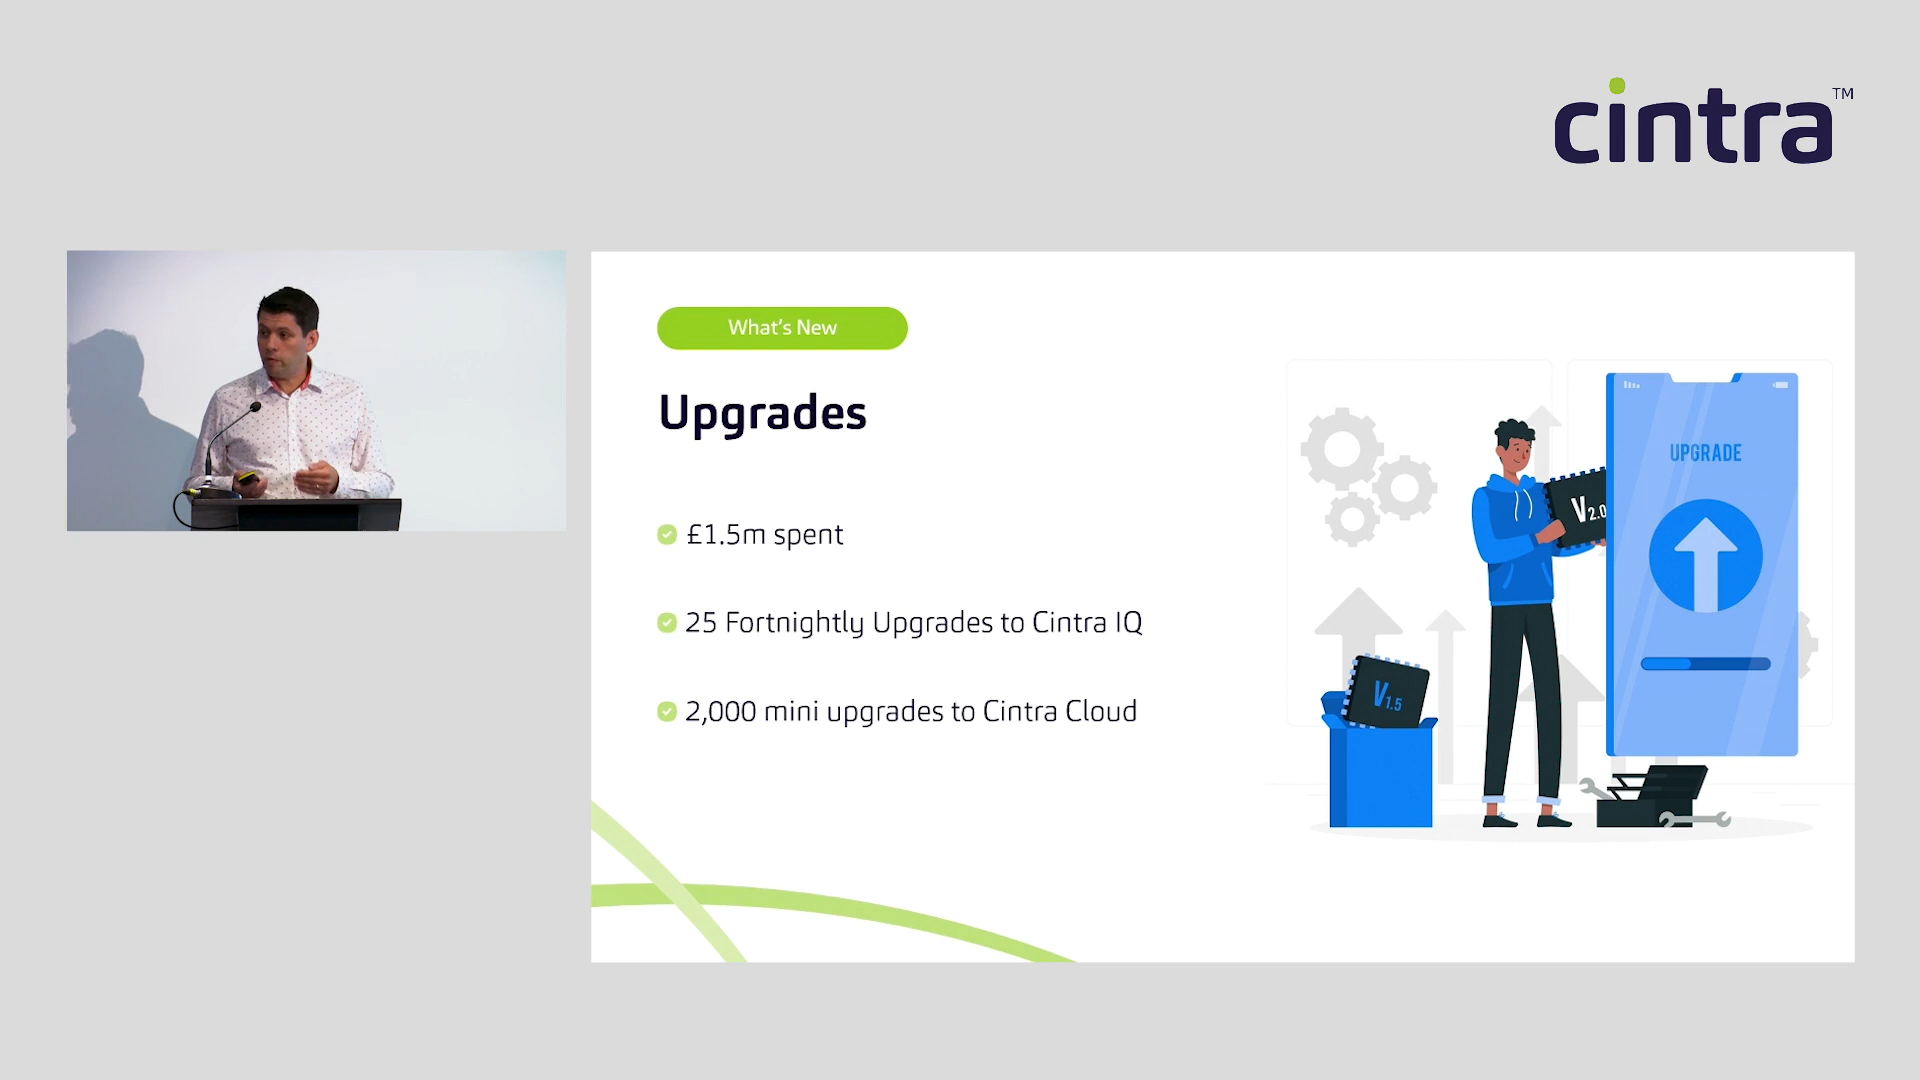 cintra™
What's New
Upgrades
£1.5m spent
25 Fortnightly Upgrades to Cintra IQ
2,000 mini upgrades to Cintra Cloud
UPGRADE
V2.0
V1.5